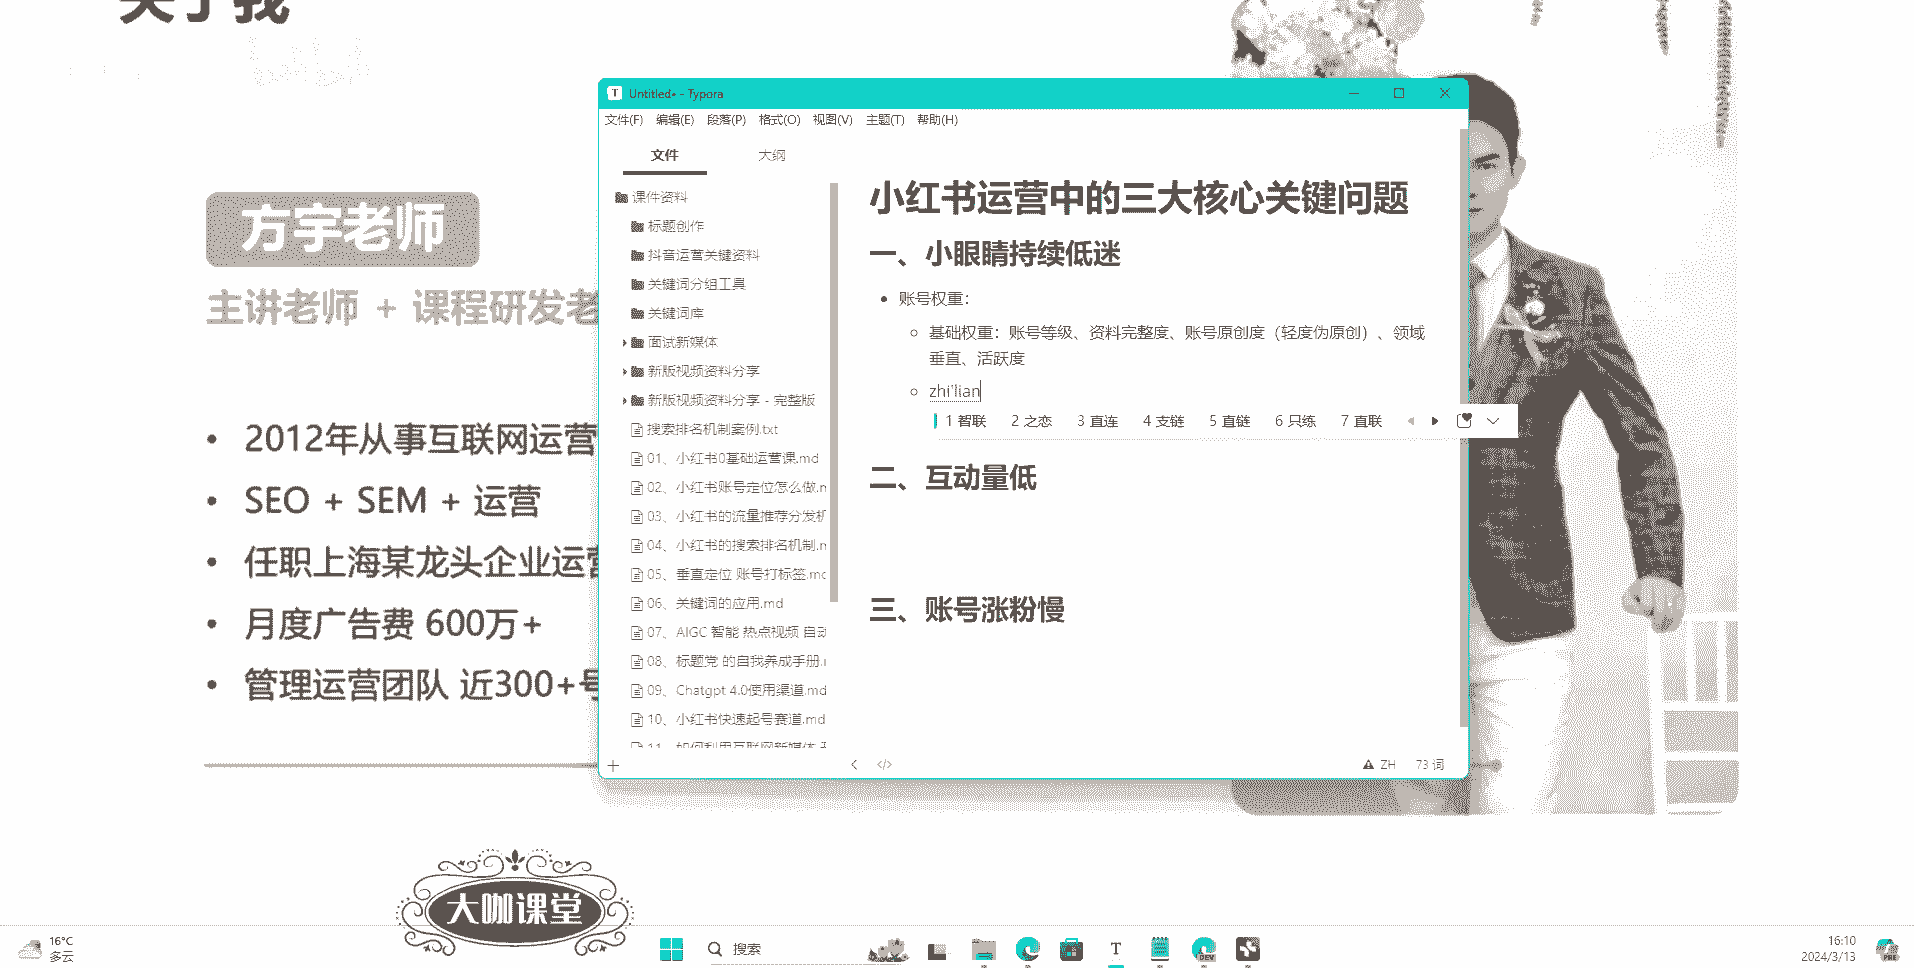 关于我
方宇老师
主讲老师 + 课程研发老
2012年从事互联网运营
SEO + SEM + 运营
任职上海某龙头企业运营
月度广告费 600万+
管理运营团队 近300+号
大咖课堂
Untitled• - Typora
文件(F) 编辑(E) 段落(P) 格式(O) 视图(V) 主题(T) 帮助(H)
文件 大纲
课件资料
标题创作
抖音运营关键资料
关键词分组工具
关键词库
面试新媒体
新版视频资料分享
新版视频资料分享 - 完整版
搜索排名机制案例.txt
01、小红书0基础运营课.md
02、小红书账号定位怎么做.m
03、小红书的流量推荐分发机
04、小红书的搜索排名机制.m
05、垂直定位 账号打标签.md
06、关键词的应用.md
07、AIGC 智能 热点视频 自动
08、标题党 的自我养成手册.
09、Chatgpt 4.0使用渠道.md
10、小红书快速起号赛道.md
11、如何利用互联网新媒体
小红书运营中的三大核心关键问题
一、小眼睛持续低迷
账号权重：
基础权重：账号等级、资料完整度、账号原创度（轻度伪原创）、领域
垂直、活跃度
zhi'lian
1 智联 2 之恋 3 直连 4 支链 5 直链 6 只练 7 直联
二、互动量低
三、账号涨粉慢
ZH 73 词
16°C
多云
搜索
T
DEV
16:10
2024/3/13
PRE